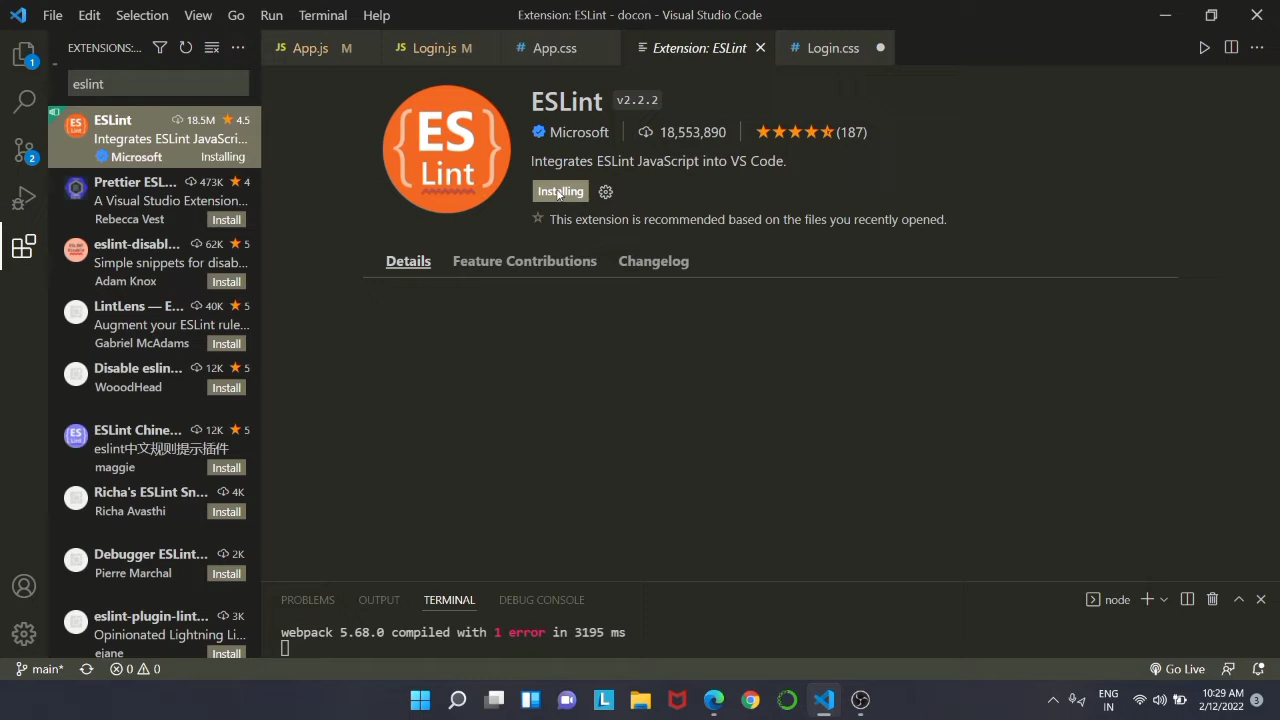 File Edit Selection View Go Run Terminal Help
Extension: ESLint - docon - Visual Studio Code
1
2
EXTENSIONS:...
eslint
ESLint 18.5M 4.5
Integrates ESLint JavaScri...
Microsoft Installing
Prettier ESL... 473K 4
A Visual Studio Extension...
Rebecca Vest Install
eslint-disabl... 62K 5
Simple snippets for disab...
Adam Knox Install
LintLens — E... 40K 5
Augment your ESLint rule...
Gabriel McAdams Install
Disable eslin... 12K 5
WooodHead Install
ESLint Chine... 12K 5
eslint中文规则提示插件
maggie Install
Richa's ESLint Sn... 4K
Richa Avasthi Install
Debugger ESLint... 2K
Pierre Marchal Install
eslint-plugin-lint... 3K
Opinionated Lightning Li...
ejane Install
JS App.js M JS Login.js M # App.css Extension: ESLint # Login.css
{ES}
Lint
ESLint v2.2.2
Microsoft 18,553,890 (187)
Integrates ESLint JavaScript into VS Code.
Installing
This extension is recommended based on the files you recently opened.
Details Feature Contributions Changelog
PROBLEMS OUTPUT TERMINAL DEBUG CONSOLE node
webpack 5.68.0 compiled with 1 error in 3195 ms
main* 0 0 Go Live
L
ENG
IN
10:29 AM
2/12/2022
3